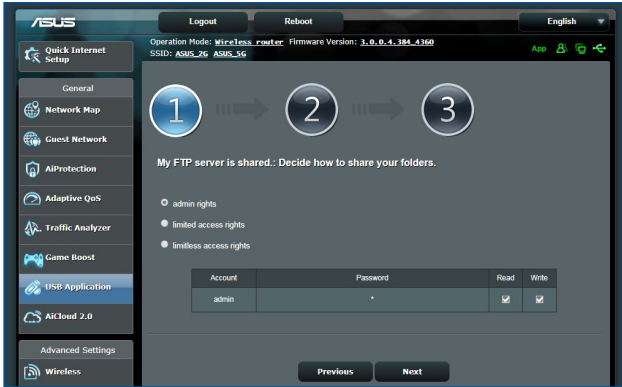 ASUS
Logout
Reboot
English
Operation Mode: Wireless router Firmware Version: 3.0.0.4.384_4360
SSID: ASUS_2G ASUS_5G
App
Quick Internet
Setup
General
Network Map
Guest Network
AiProtection
Adaptive QoS
Traffic Analyzer
Game Boost
USB Application
AiCloud 2.0
Advanced Settings
Wireless
1
2
3
My FTP server is shared.: Decide how to share your folders.
admin rights
limited access rights
limitless access rights
Account Password Read Write
admin *
Previous Next